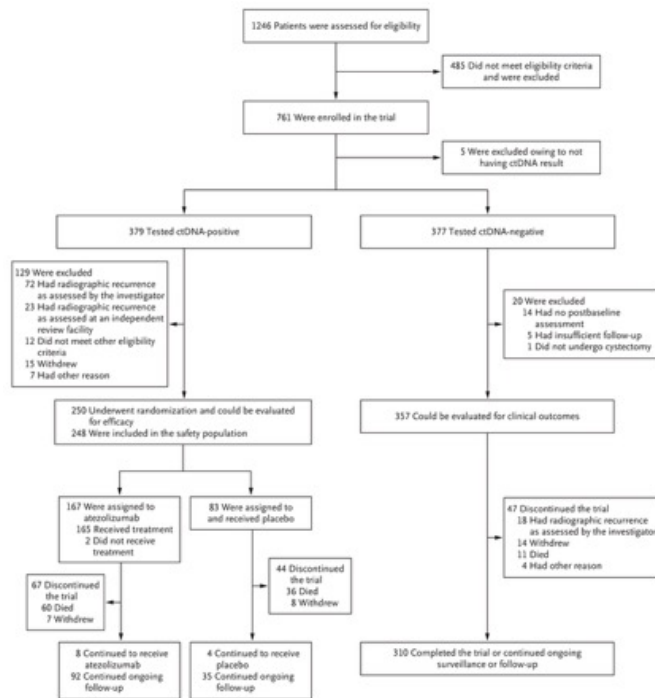 1246 Patients were assessed for eligibility
485 Did not meet eligibility criteria
and were excluded
761 Were enrolled in the trial
5 Were excluded owing to not
having ctDNA result
379 Tested ctDNA-positive
377 Tested ctDNA-negative
129 Were excluded
72 Had radiographic recurrence
as assessed by the investigator
23 Had radiographic recurrence
as assessed at an independent
review facility
12 Did not meet other eligibility
criteria
15 Withdrew
7 Had other reason
20 Were excluded
14 Had no postbaseline
assessment
5 Had insufficient follow-up
1 Did not undergo cystectomy
250 Underwent randomization and could be evaluated
for efficacy
248 Were included in the safety population
357 Could be evaluated for clinical outcomes
167 Were assigned to
atezolizumab
165 Received treatment
2 Did not receive
treatment
83 Were assigned to
and received placebo
47 Discontinued the trial
18 Had radiographic recurrence
as assessed by the investigator
14 Withdrew
11 Died
4 Had other reason
67 Discontinued
the trial
60 Died
7 Withdrew
44 Discontinued
the trial
36 Died
8 Withdrew
8 Continued to receive
atezolizumab
92 Continued ongoing
follow-up
4 Continued to receive
placebo
35 Continued ongoing
follow-up
310 Completed the trial or continued ongoing
surveillance or follow-up